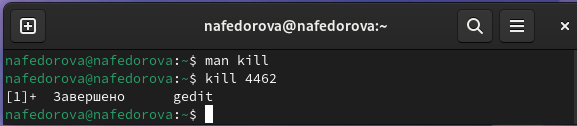 nafedorova@nafedorova:~
nafedorova@nafedorova:~$ man kill
nafedorova@nafedorova:~$ kill 4462
[1]+  Завершено      gedit
nafedorova@nafedorova:~$